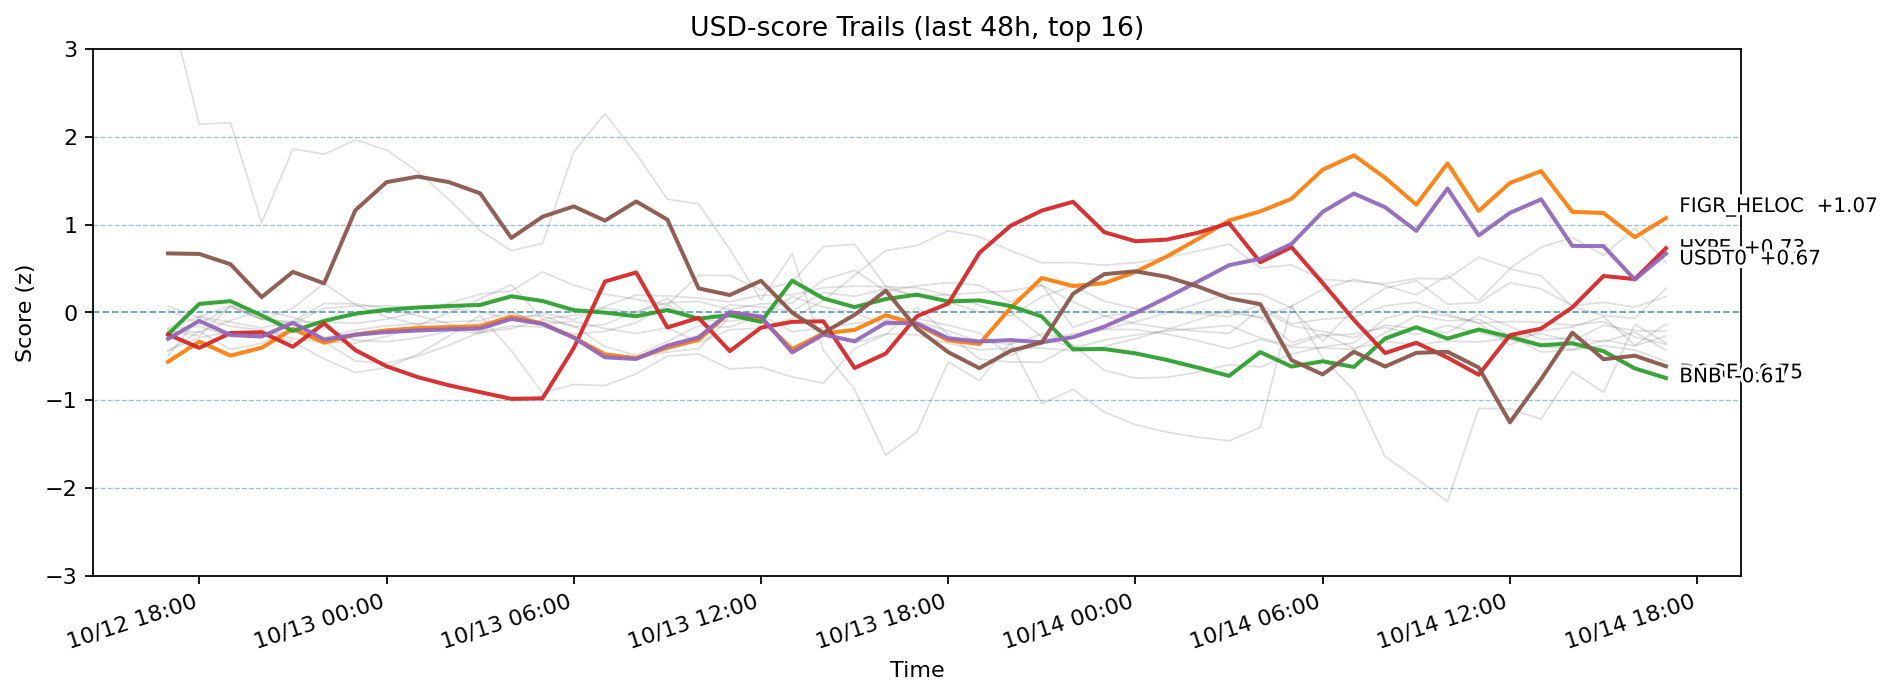 USD-score Trails (last 48h, top 16)
Score (z)
3
2
1
0
−1
−2
−3
FIGR_HELOC +1.07
HYPE +0.73
USDT0 +0.67
BNB -0.61
10/12 18:00
10/13 00:00
10/13 06:00
10/13 12:00
10/13 18:00
10/14 00:00
10/14 06:00
10/14 12:00
10/14 18:00
Time